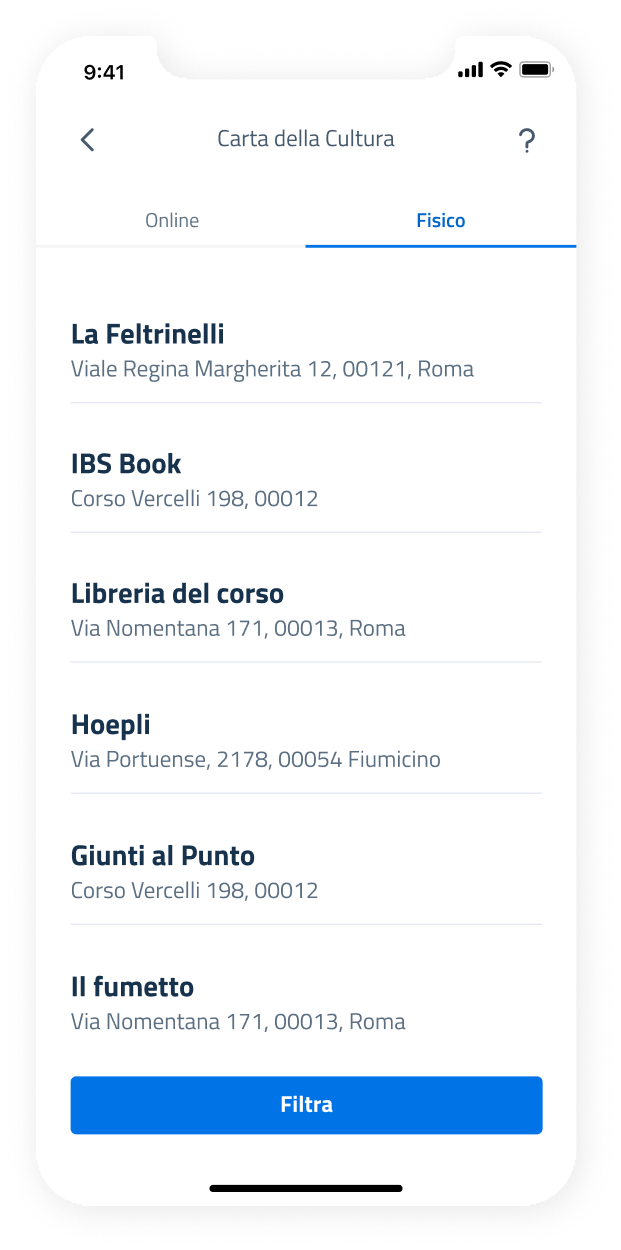 9:41
Carta della Cultura
?
Online
Fisico
La Feltrinelli
Viale Regina Margherita 12, 00121, Roma
IBS Book
Corso Vercelli 198, 00012
Libreria del corso
Via Nomentana 171, 00013, Roma
Hoepli
Via Portuense, 2178, 00054 Fiumicino
Giunti al Punto
Corso Vercelli 198, 00012
Il fumetto
Via Nomentana 171, 00013, Roma
Filtra